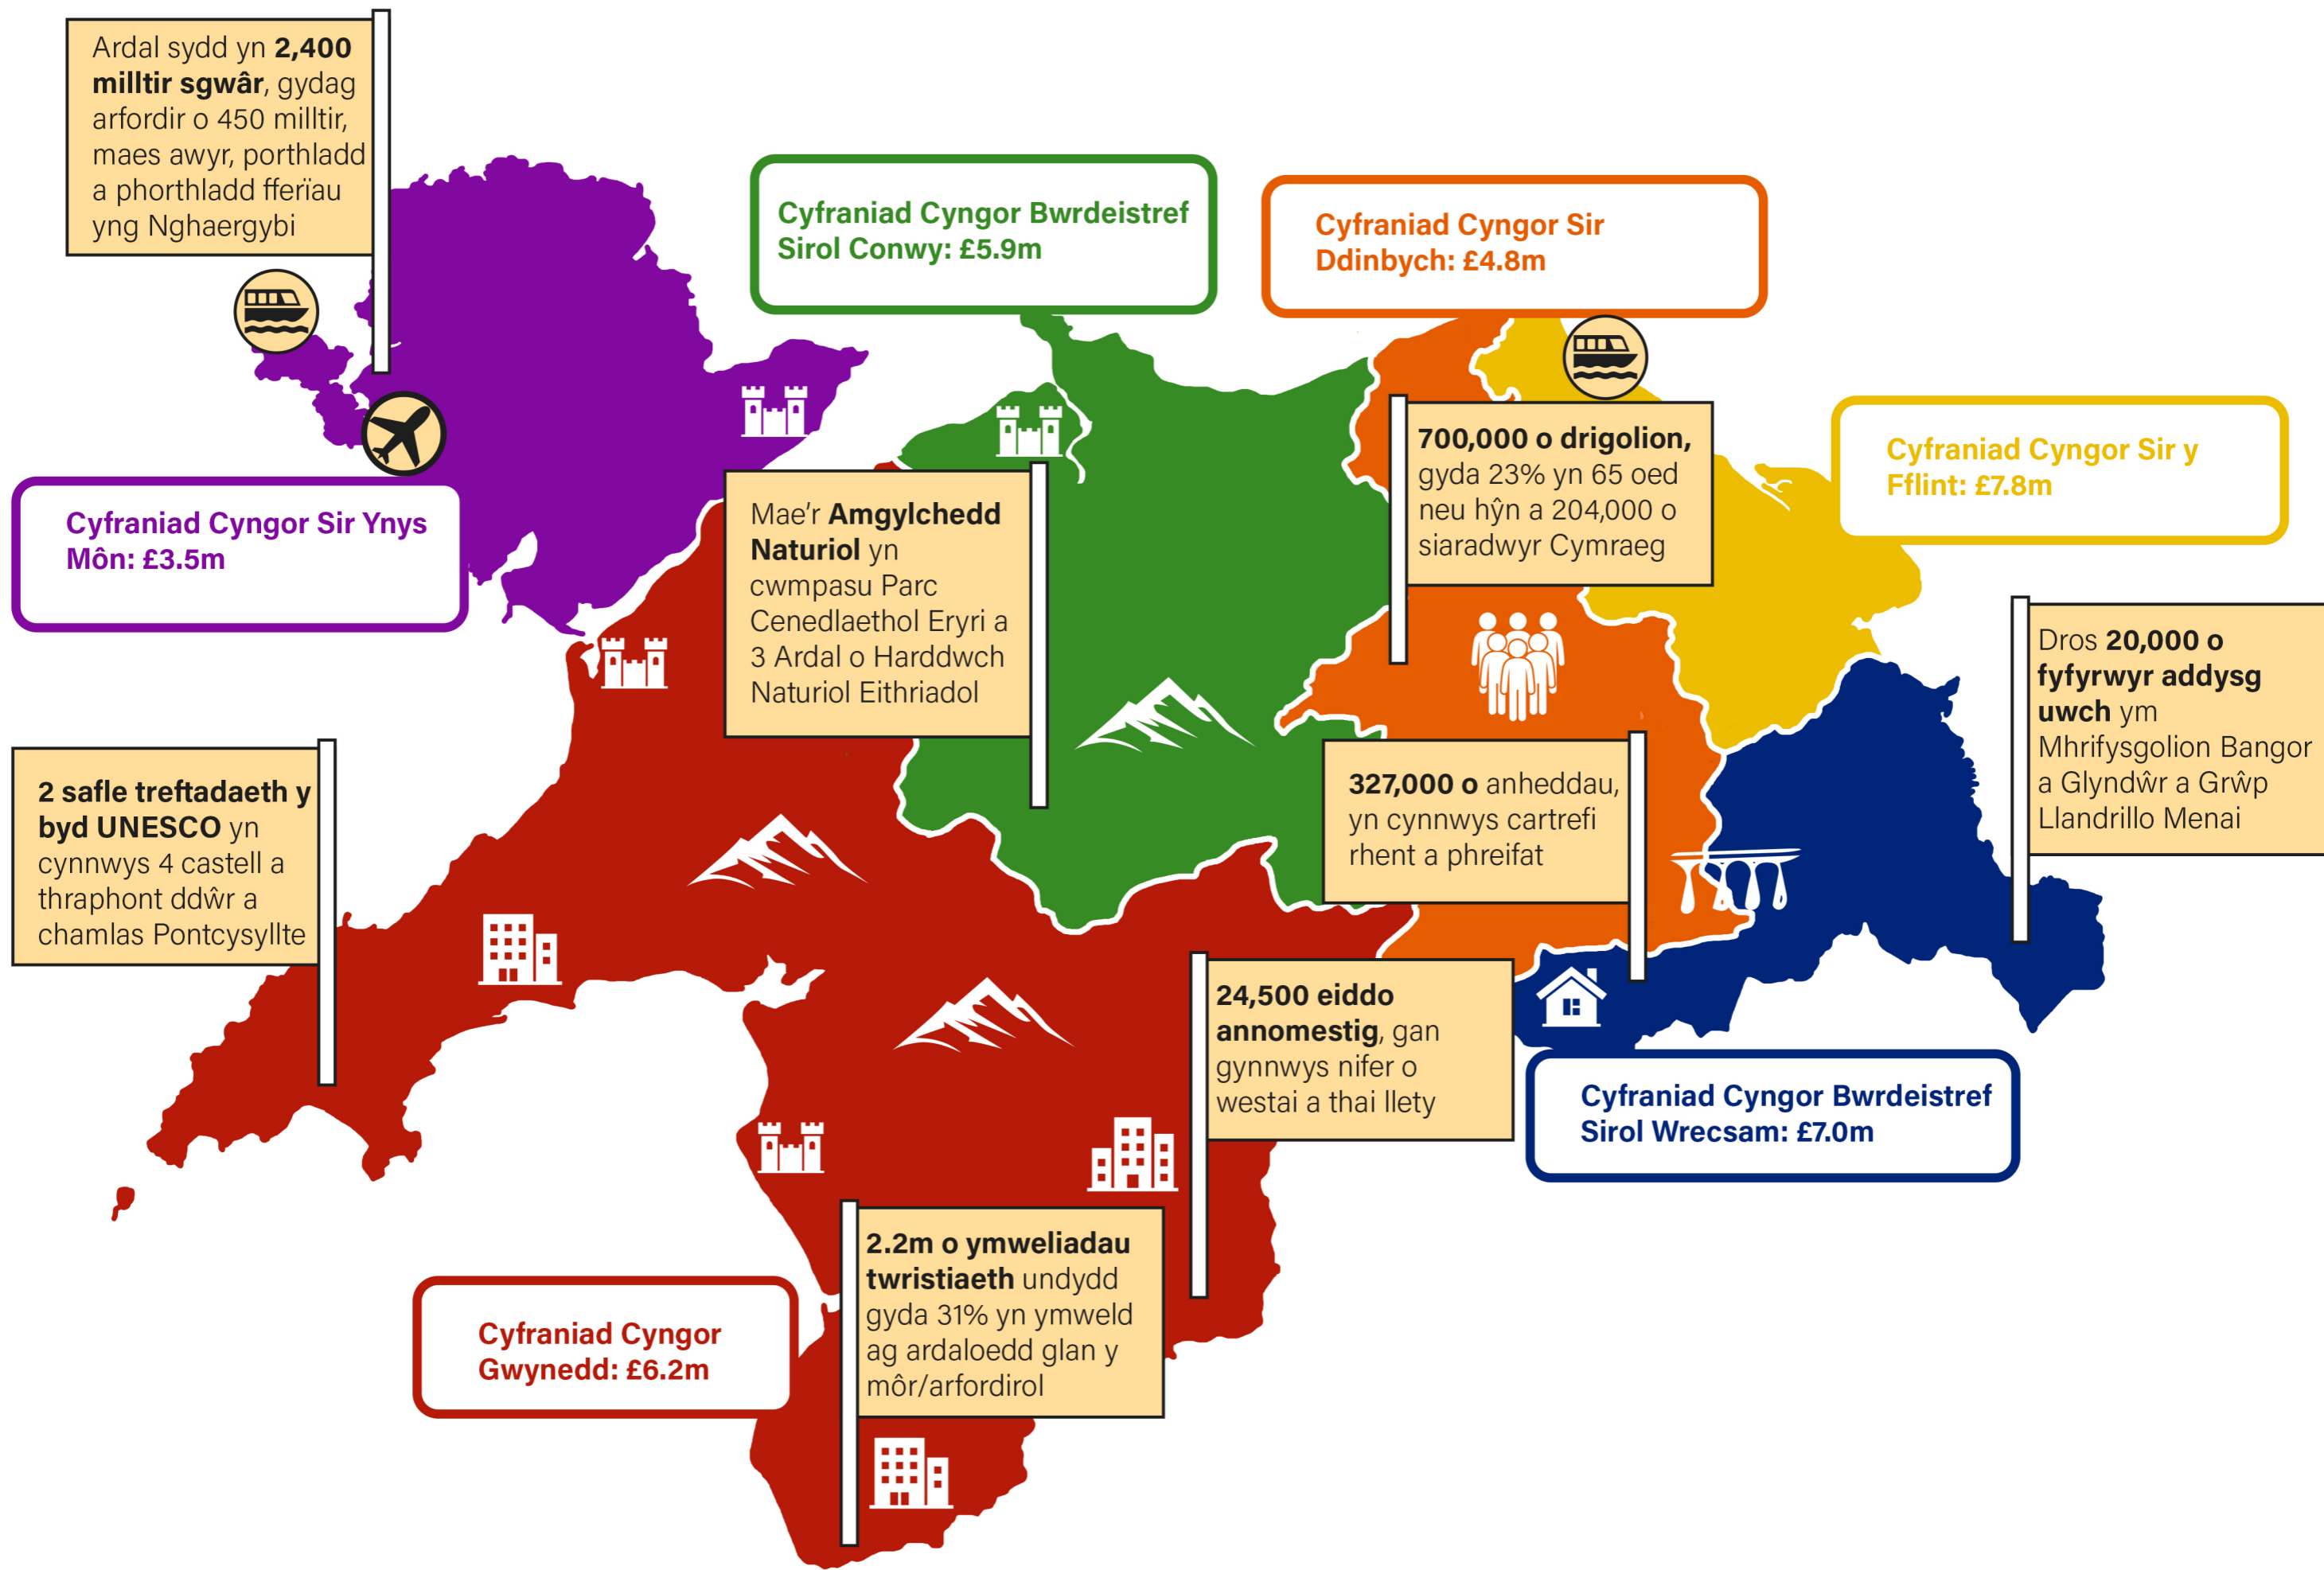 Ardal sydd yn 2,400
milltir sgwâr, gydag
arfordir o 450 milltir,
maes awyr, porthladd
a phorthladd fferïau
yng Nghaergybi
Cyfraniad Cyngor Bwrdeistref
Sirol Conwy: £5.9m
Cyfraniad Cyngor Sir
Ddinbych: £4.8m
Cyfraniad Cyngor Sir y
Fflint: £7.8m
700,000 o drigolion,
gyda 23% yn 65 oed
neu hŷn a 204,000 o
siaradwyr Cymraeg
Cyfraniad Cyngor Sir Ynys
Môn: £3.5m
Mae'r Amgylchedd
Naturiol yn
cwmpasu Parc
Cenedlaethol Eryri a
3 Ardal o Harddwch
Naturiol Eithriadol
Dros 20,000 o
fyfyrwyr addysg
uwch ym
Mhrifysgolion Bangor
a Glyndŵr a Grŵp
Llandrillo Menai
2 safle treftadaeth y
byd UNESCO yn
cynnwys 4 castell a
thraphont ddŵr a
chamlas Pontcysyllte
327,000 o anheddau,
yn cynnwys cartrefi
rhent a phreifat
24,500 eiddo
annomestig, gan
gynnwys nifer o
westai a thai llety
Cyfraniad Cyngor Bwrdeistref
Sirol Wrecsam: £7.0m
2.2m o ymweliadau
twristiaeth undydd
gyda 31% yn ymweld
ag ardaloedd glan y
môr/arfordirol
Cyfraniad Cyngor
Gwynedd: £6.2m